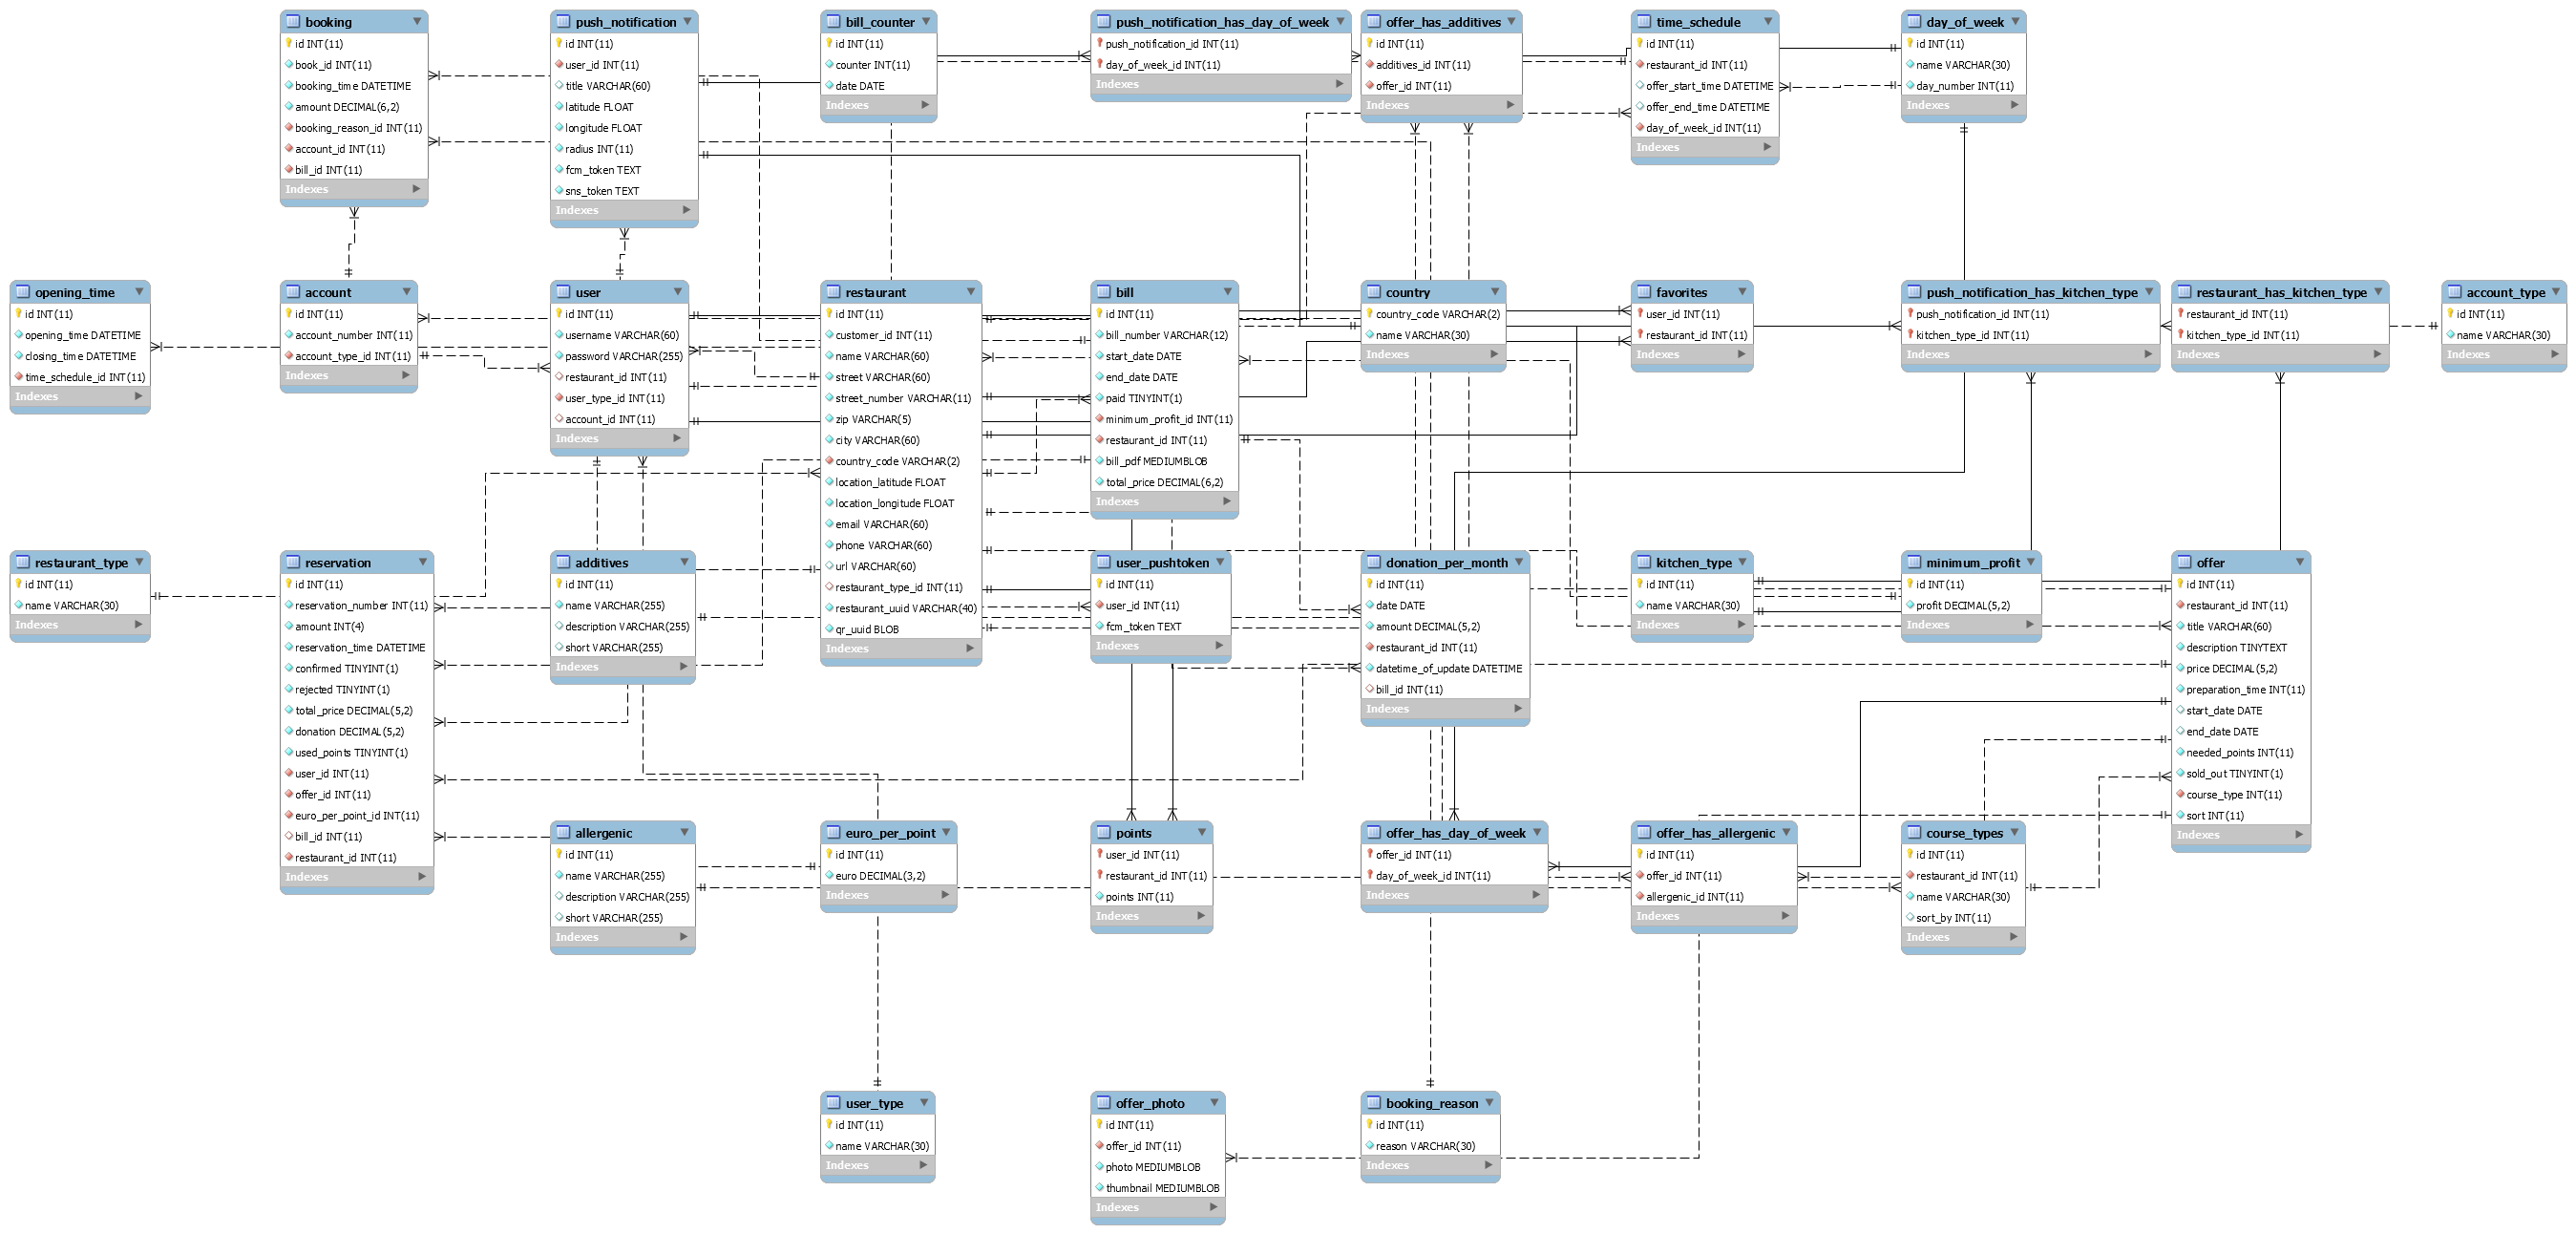 booking
id INT(11)
book_id INT(11)
booking_time DATETIME
amount DECIMAL(6,2)
booking_reason_id INT(11)
account_id INT(11)
bill_id INT(11)
Indexes
push_notification
id INT(11)
user_id INT(11)
title VARCHAR(60)
latitude FLOAT
longitude FLOAT
radius INT(11)
fcm_token TEXT
sns_token TEXT
Indexes
bill_counter
id INT(11)
counter INT(11)
date DATE
Indexes
push_notification_has_day_of_week
push_notification_id INT(11)
day_of_week_id INT(11)
Indexes
offer_has_additives
id INT(11)
additives_id INT(11)
offer_id INT(11)
Indexes
time_schedule
id INT(11)
restaurant_id INT(11)
offer_start_time DATETIME
offer_end_time DATETIME
day_of_week_id INT(11)
Indexes
day_of_week
id INT(11)
name VARCHAR(30)
day_number INT(11)
Indexes
opening_time
id INT(11)
opening_time DATETIME
closing_time DATETIME
time_schedule_id INT(11)
Indexes
account
id INT(11)
account_number INT(11)
account_type_id INT(11)
Indexes
user
id INT(11)
username VARCHAR(60)
password VARCHAR(255)
restaurant_id INT(11)
user_type_id INT(11)
account_id INT(11)
Indexes
restaurant
id INT(11)
customer_id INT(11)
name VARCHAR(60)
street VARCHAR(60)
street_number VARCHAR(11)
zip VARCHAR(5)
city VARCHAR(60)
country_code VARCHAR(2)
location_latitude FLOAT
location_longitude FLOAT
email VARCHAR(60)
phone VARCHAR(60)
url VARCHAR(60)
restaurant_type_id INT(11)
restaurant_uuid VARCHAR(40)
qr_uuid BLOB
Indexes
bill
id INT(11)
bill_number VARCHAR(12)
start_date DATE
end_date DATE
paid TINYINT(1)
minimum_profit_id INT(11)
restaurant_id INT(11)
bill_pdf MEDIUMBLOB
total_price DECIMAL(6,2)
Indexes
country
country_code VARCHAR(2)
name VARCHAR(30)
Indexes
favorites
user_id INT(11)
restaurant_id INT(11)
Indexes
push_notification_has_kitchen_type
push_notification_id INT(11)
kitchen_type_id INT(11)
Indexes
restaurant_has_kitchen_type
restaurant_id INT(11)
kitchen_type_id INT(11)
Indexes
account_type
id INT(11)
name VARCHAR(30)
Indexes
restaurant_type
id INT(11)
name VARCHAR(30)
Indexes
reservation
id INT(11)
reservation_number INT(11)
amount INT(4)
reservation_time DATETIME
confirmed TINYINT(1)
rejected TINYINT(1)
total_price DECIMAL(5,2)
donation DECIMAL(5,2)
used_points TINYINT(1)
user_id INT(11)
offer_id INT(11)
euro_per_point_id INT(11)
bill_id INT(11)
restaurant_id INT(11)
Indexes
additives
id INT(11)
name VARCHAR(255)
description VARCHAR(255)
short VARCHAR(255)
Indexes
user_pushtoken
id INT(11)
user_id INT(11)
fcm_token TEXT
Indexes
donation_per_month
id INT(11)
date DATE
amount DECIMAL(5,2)
restaurant_id INT(11)
datetime_of_update DATETIME
bill_id INT(11)
Indexes
kitchen_type
id INT(11)
name VARCHAR(30)
Indexes
minimum_profit
id INT(11)
profit DECIMAL(5,2)
Indexes
offer
id INT(11)
restaurant_id INT(11)
title VARCHAR(60)
description TINYTEXT
price DECIMAL(5,2)
preparation_time INT(11)
start_date DATE
end_date DATE
needed_points INT(11)
sold_out TINYINT(1)
course_type INT(11)
sort INT(11)
Indexes
allergenic
id INT(11)
name VARCHAR(255)
description VARCHAR(255)
short VARCHAR(255)
Indexes
euro_per_point
id INT(11)
euro DECIMAL(3,2)
Indexes
points
user_id INT(11)
restaurant_id INT(11)
points INT(11)
Indexes
offer_has_day_of_week
offer_id INT(11)
day_of_week_id INT(11)
Indexes
offer_has_allergenic
id INT(11)
offer_id INT(11)
allergenic_id INT(11)
Indexes
course_types
id INT(11)
restaurant_id INT(11)
name VARCHAR(30)
sort_by INT(11)
Indexes
user_type
id INT(11)
name VARCHAR(30)
Indexes
offer_photo
id INT(11)
offer_id INT(11)
photo MEDIUMBLOB
thumbnail MEDIUMBLOB
Indexes
booking_reason
id INT(11)
reason VARCHAR(30)
Indexes